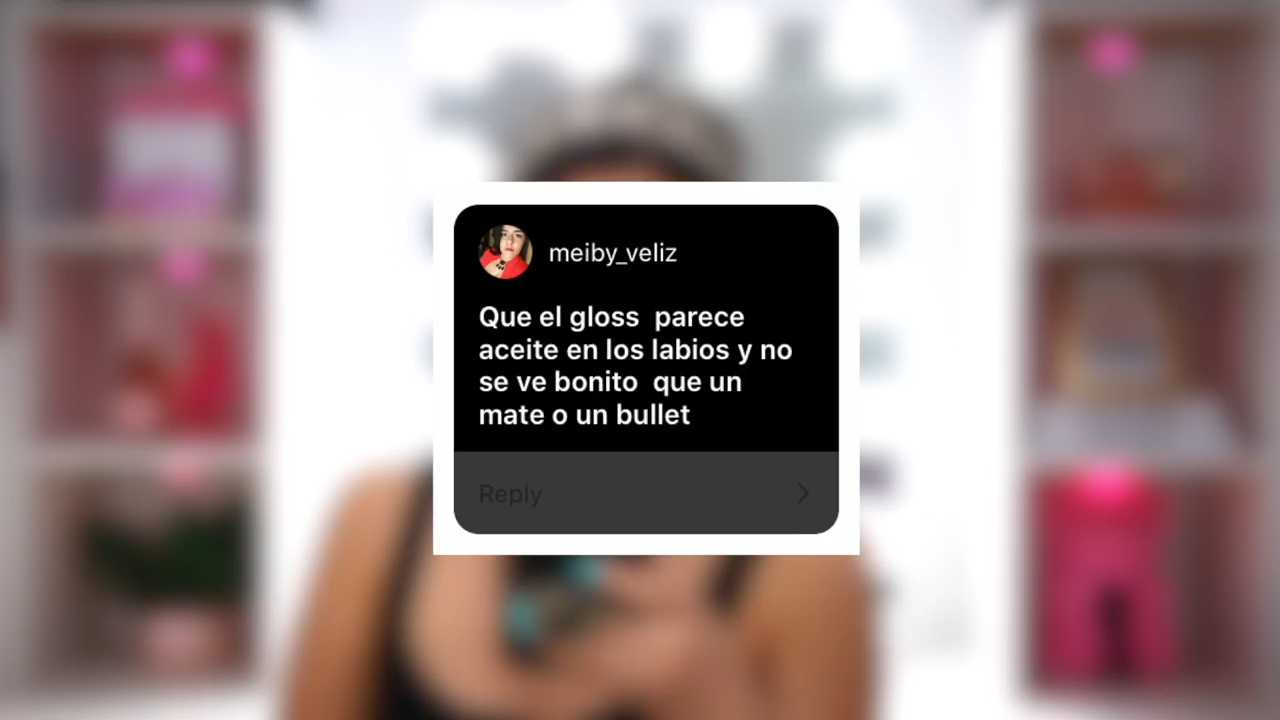 meiby_veliz
Que el gloss  parece
aceite en los labios y no
se ve bonito  que un
mate o un bullet
Reply